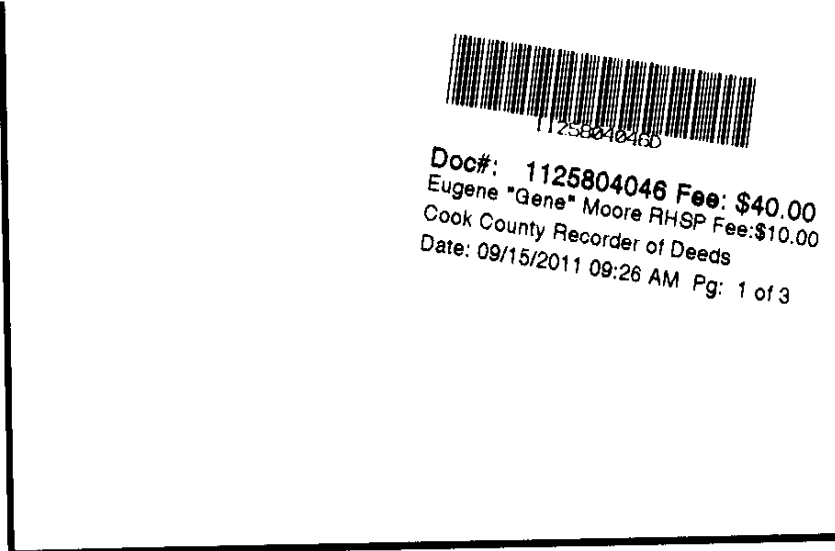 1125804046D
Doc#: 1125804046 Fee: $40.00
Eugene "Gene" Moore RHSP Fee:$10.00
Cook County Recorder of Deeds
Date: 09/15/2011 09:26 AM Pg: 1 of 3